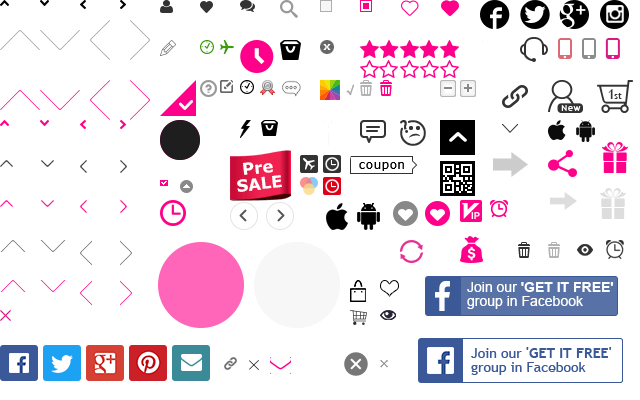 1st
New
Pre
SALE
coupon
VIP
Join our 'GET IT FREE'
group in Facebook
Join our 'GET IT FREE'
group in Facebook